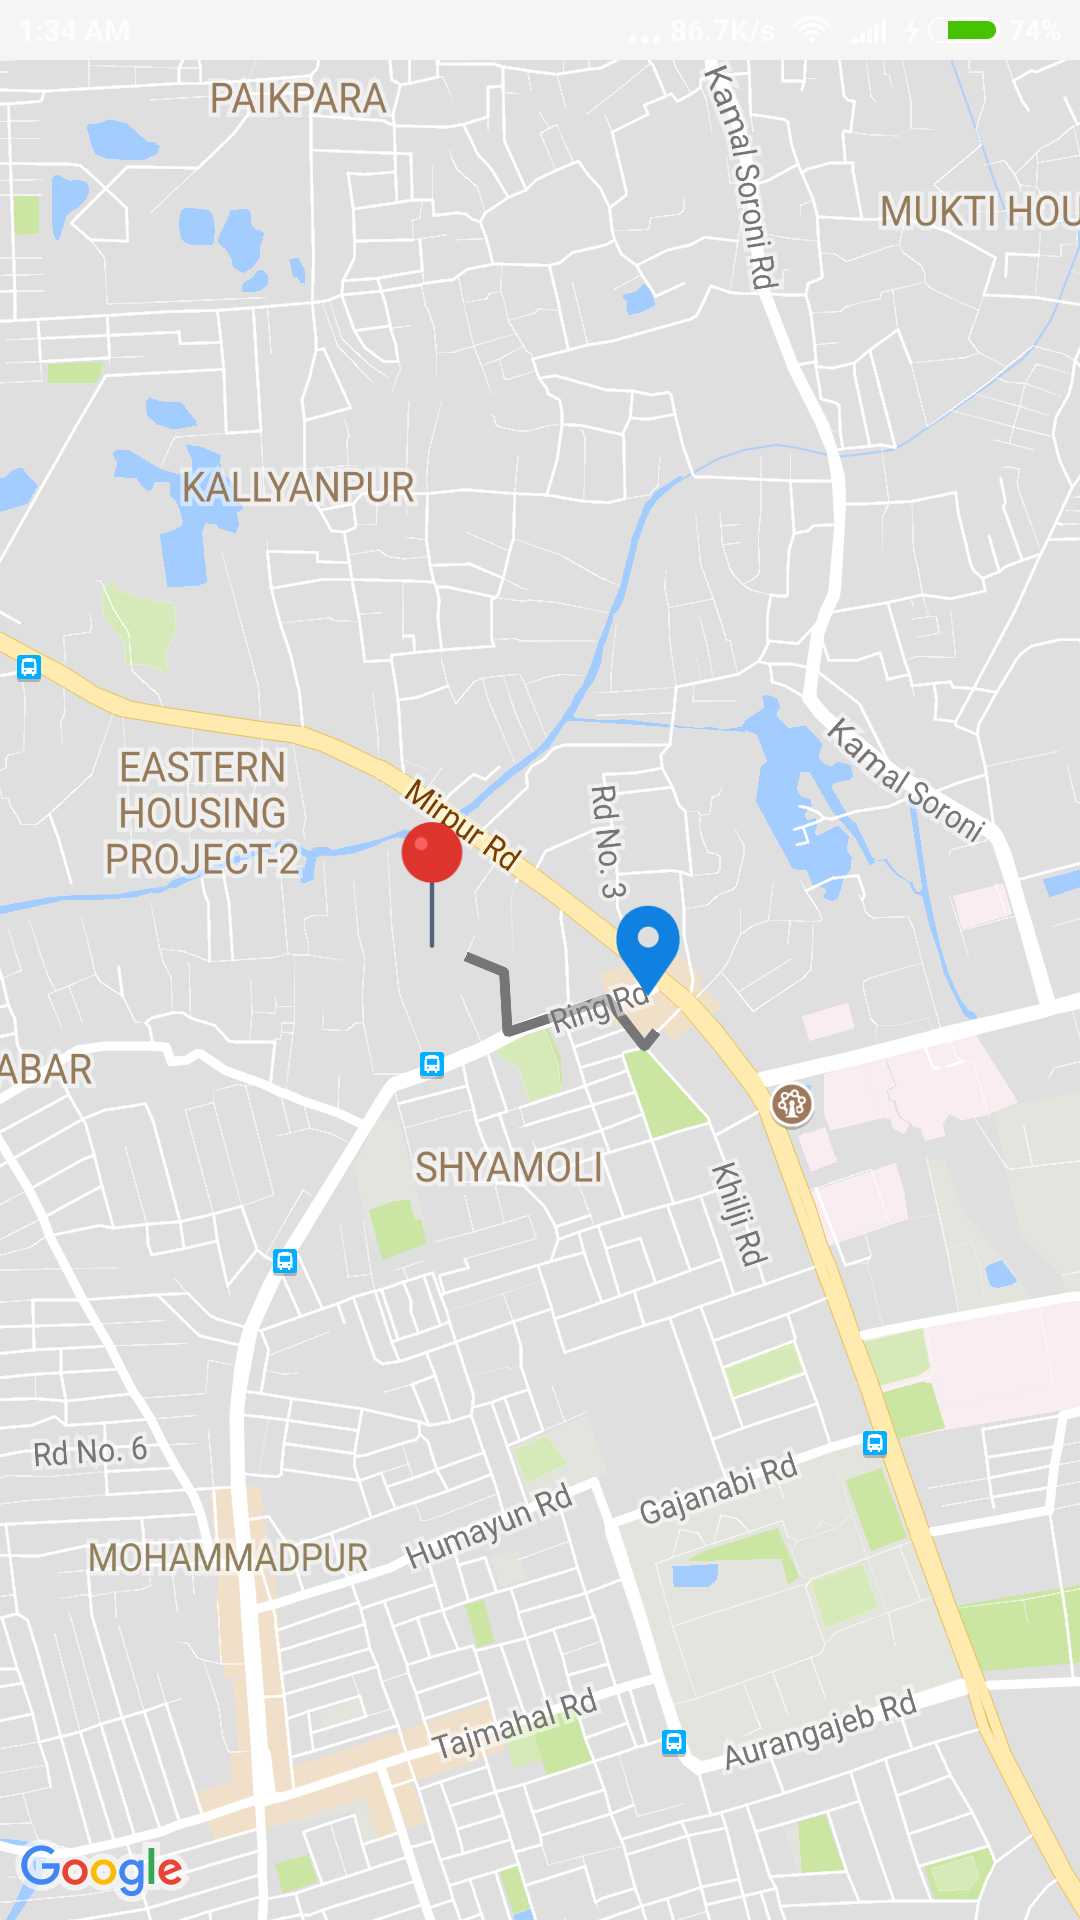 1:34 AM
... 86.7K/s
74%
PAIKPARA
Kamal Soroni Rd
MUKTI HOU
KALLYANPUR
EASTERN
HOUSING
PROJECT-2
Mirpur Rd
Rd No. 3
Kamal Soroni
Ring Rd
ABAR
SHYAMOLI
Khilji Rd
Rd No. 6
Humayun Rd
Gajanabi Rd
MOHAMMADPUR
Tajmahal Rd
Aurangajeb Rd
Google